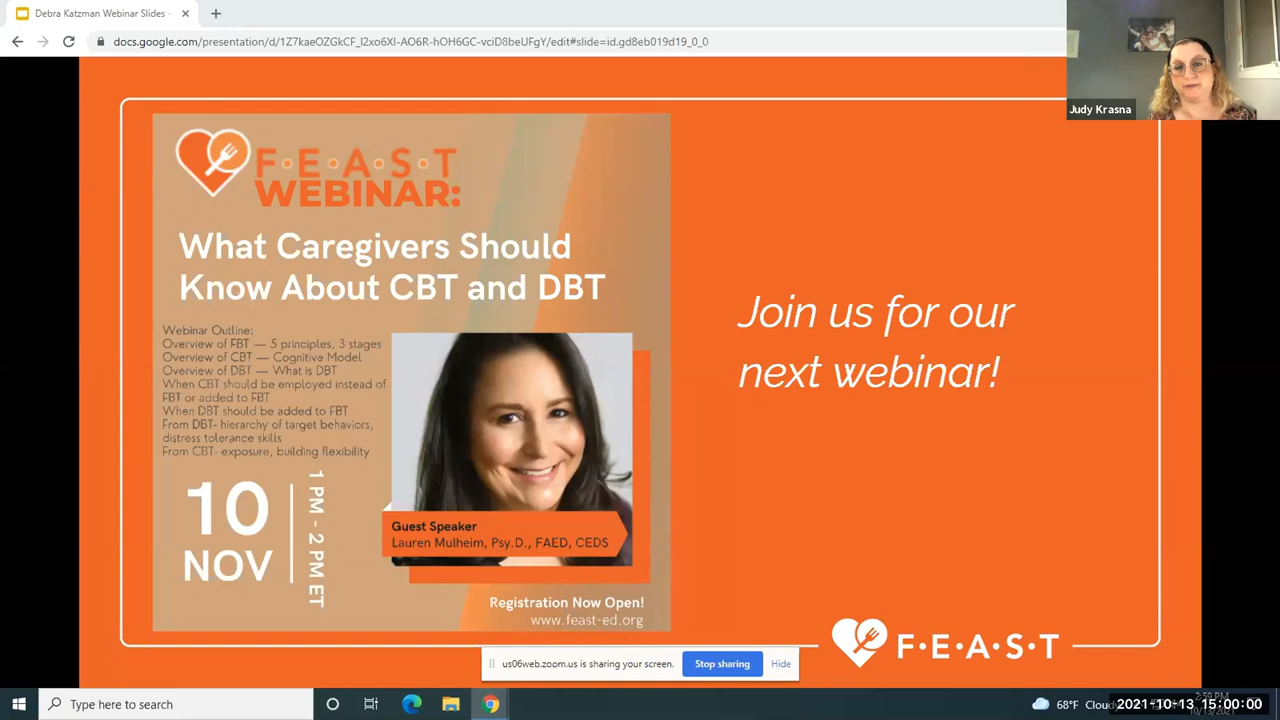 Debra Katzman Webinar Slides -
docs.google.com/presentation/d/1Z7kaeOZGkCF_l2xo6XI-AO6R-hOH6GC-vciD8beUFgY/edit#slide=id.gd8eb019d19_0_0
Judy Krasna
F·E·A·S·T
WEBINAR:
What Caregivers Should
Know About CBT and DBT
Webinar Outline:
Overview of FBT — 5 principles, 3 stages
Overview of CBT — Cognitive Model
Overview of DBT — What is DBT
When CBT should be employed instead of
FBT or added to FBT
When DBT should be added to FBT
From DBT- hierarchy of target behaviors,
distress tolerance skills
From CBT- exposure, building flexibility
10
NOV
1 PM - 2 PM ET
Guest Speaker
Lauren Mulheim, Psy.D., FAED, CEDS
Registration Now Open!
www.feast-ed.org
Join us for our
next webinar!
F·E·A·S·T
us06web.zoom.us is sharing your screen.
Stop sharing
Hide
Type here to search
68°F Cloudy
2:59 PM
2021-10-13 15:00:00